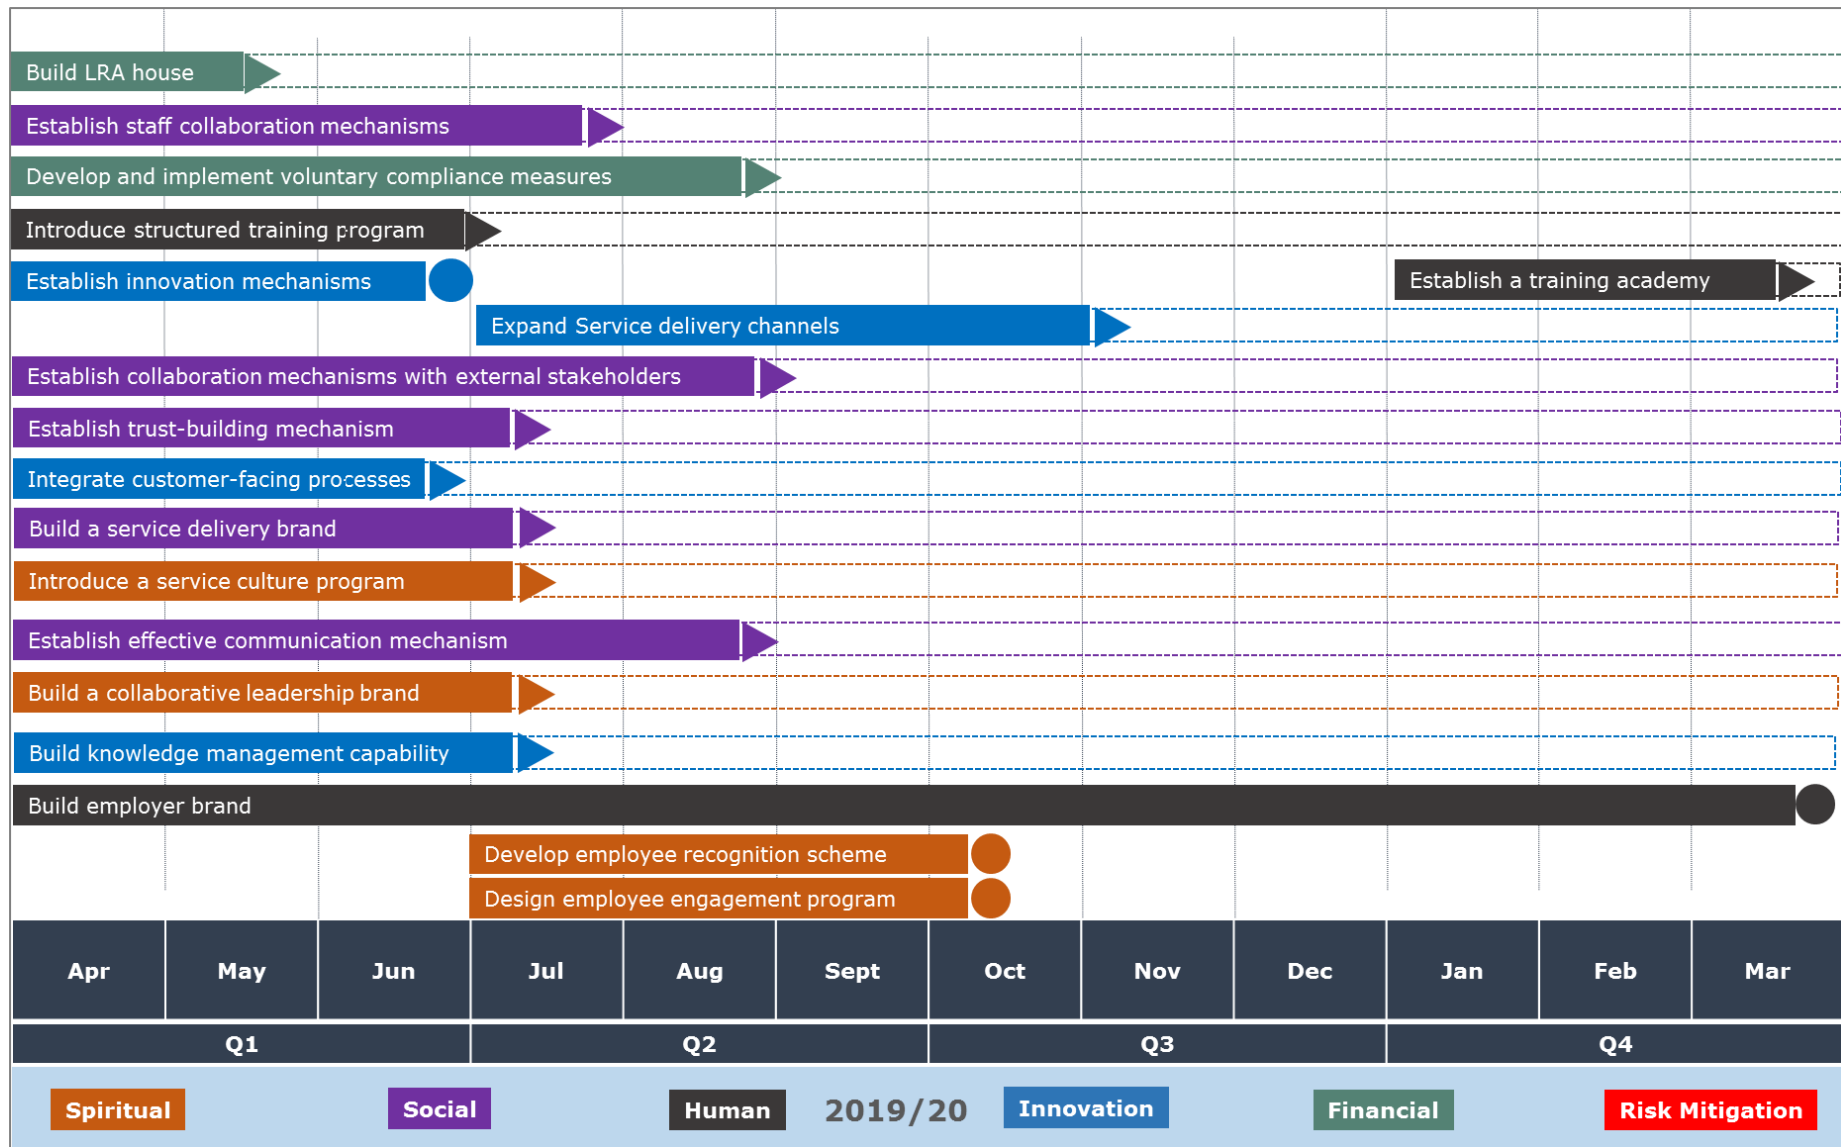 Build LRA house
Establish staff collaboration mechanisms
Develop and implement voluntary compliance measures
Introduce structured training program
Establish innovation mechanisms
Establish a training academy
Expand Service delivery channels
Establish collaboration mechanisms with external stakeholders
Establish trust-building mechanism
Integrate customer-facing processes
Build a service delivery brand
Introduce a service culture program
Establish effective communication mechanism
Build a collaborative leadership brand
Build knowledge management capability
Build employer brand
Develop employee recognition scheme
Design employee engagement program
Apr May Jun Jul Aug Sept Oct Nov Dec Jan Feb Mar
Q1 Q2 Q3 Q4
Spiritual Social Human 2019/20 Innovation Financial Risk Mitigation